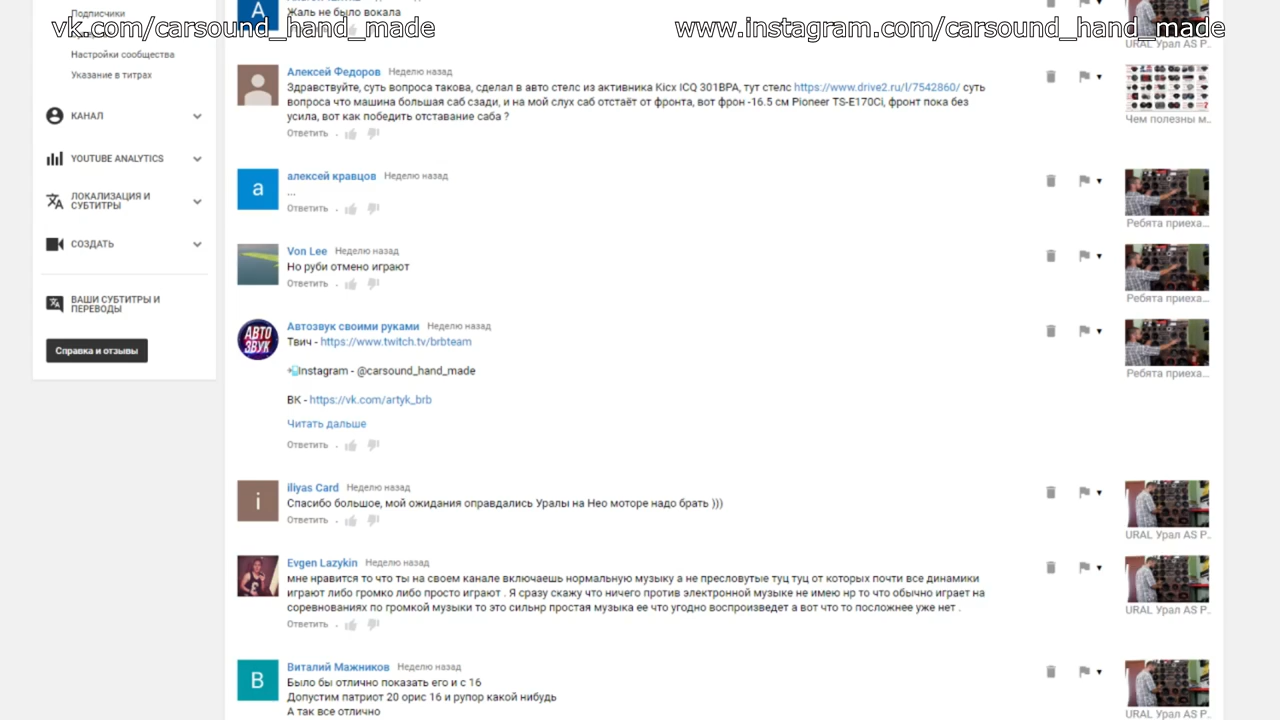 Подписчики
Жаль не было вокала
vk.com/carsound_hand_made
www.instagram.com/carsound_hand_made
URAL Урал AS P..
Настройки сообщества
Указание в титрах
Алексей Федоров Неделю назад
Здравствуйте, суть вопроса такова, сделал в авто стелс из активника Kicx ICQ 301BPA, тут стелс https://www.drive2.ru/l/7542860/ суть
вопроса что машина большая саб сзади, и на мой слух саб отстаёт от фронта, вот фрон -16.5 см Pioneer TS-E170Ci, фронт пока без
усила, вот как победить отставание саба ?
Ответить
Чем полезны м..
КАНАЛ
YOUTUBE ANALYTICS
ЛОКАЛИЗАЦИЯ И
СУБТИТРЫ
СОЗДАТЬ
ВАШИ СУБТИТРЫ И
ПЕРЕВОДЫ
Справка и отзывы
а
алексей кравцов Неделю назад
...
Ответить
Ребята приеха...
Von Lee Неделю назад
Но руби отмено играют
Ответить
Ребята приеха...
АВТО
ЗВУК
Автозвук своими руками Неделю назад
Твич - https://www.twitch.tv/brbteam
Instagram - @carsound_hand_made
ВК - https://vk.com/artyk_brb
Читать дальше
Ответить
Ребята приеха...
i
iliyas Card Неделю назад
Спасибо большое, мой ожидания оправдались Уралы на Нео моторе надо брать )))
Ответить
URAL Урал AS P..
Evgen Lazykin Неделю назад
мне нравится то что ты на своем канале включаешь нормальную музыку а не пресловутые туц туц от которых почти все динамики
играют либо громко либо просто играют . Я сразу скажу что ничего против электронной музыке не имею нр то что обычно играет на
соревнованиях по громкой музыки то это сильнр простая музыка ее что угодно воспроизведет а вот что то посложнее уже нет .
Ответить
URAL Урал AS P..
В
Виталий Мажников Неделю назад
Было бы отлично показать его и с 16
Допустим патриот 20 орис 16 и рупор какой нибудь
А так все отлично
URAL Урал AS P..